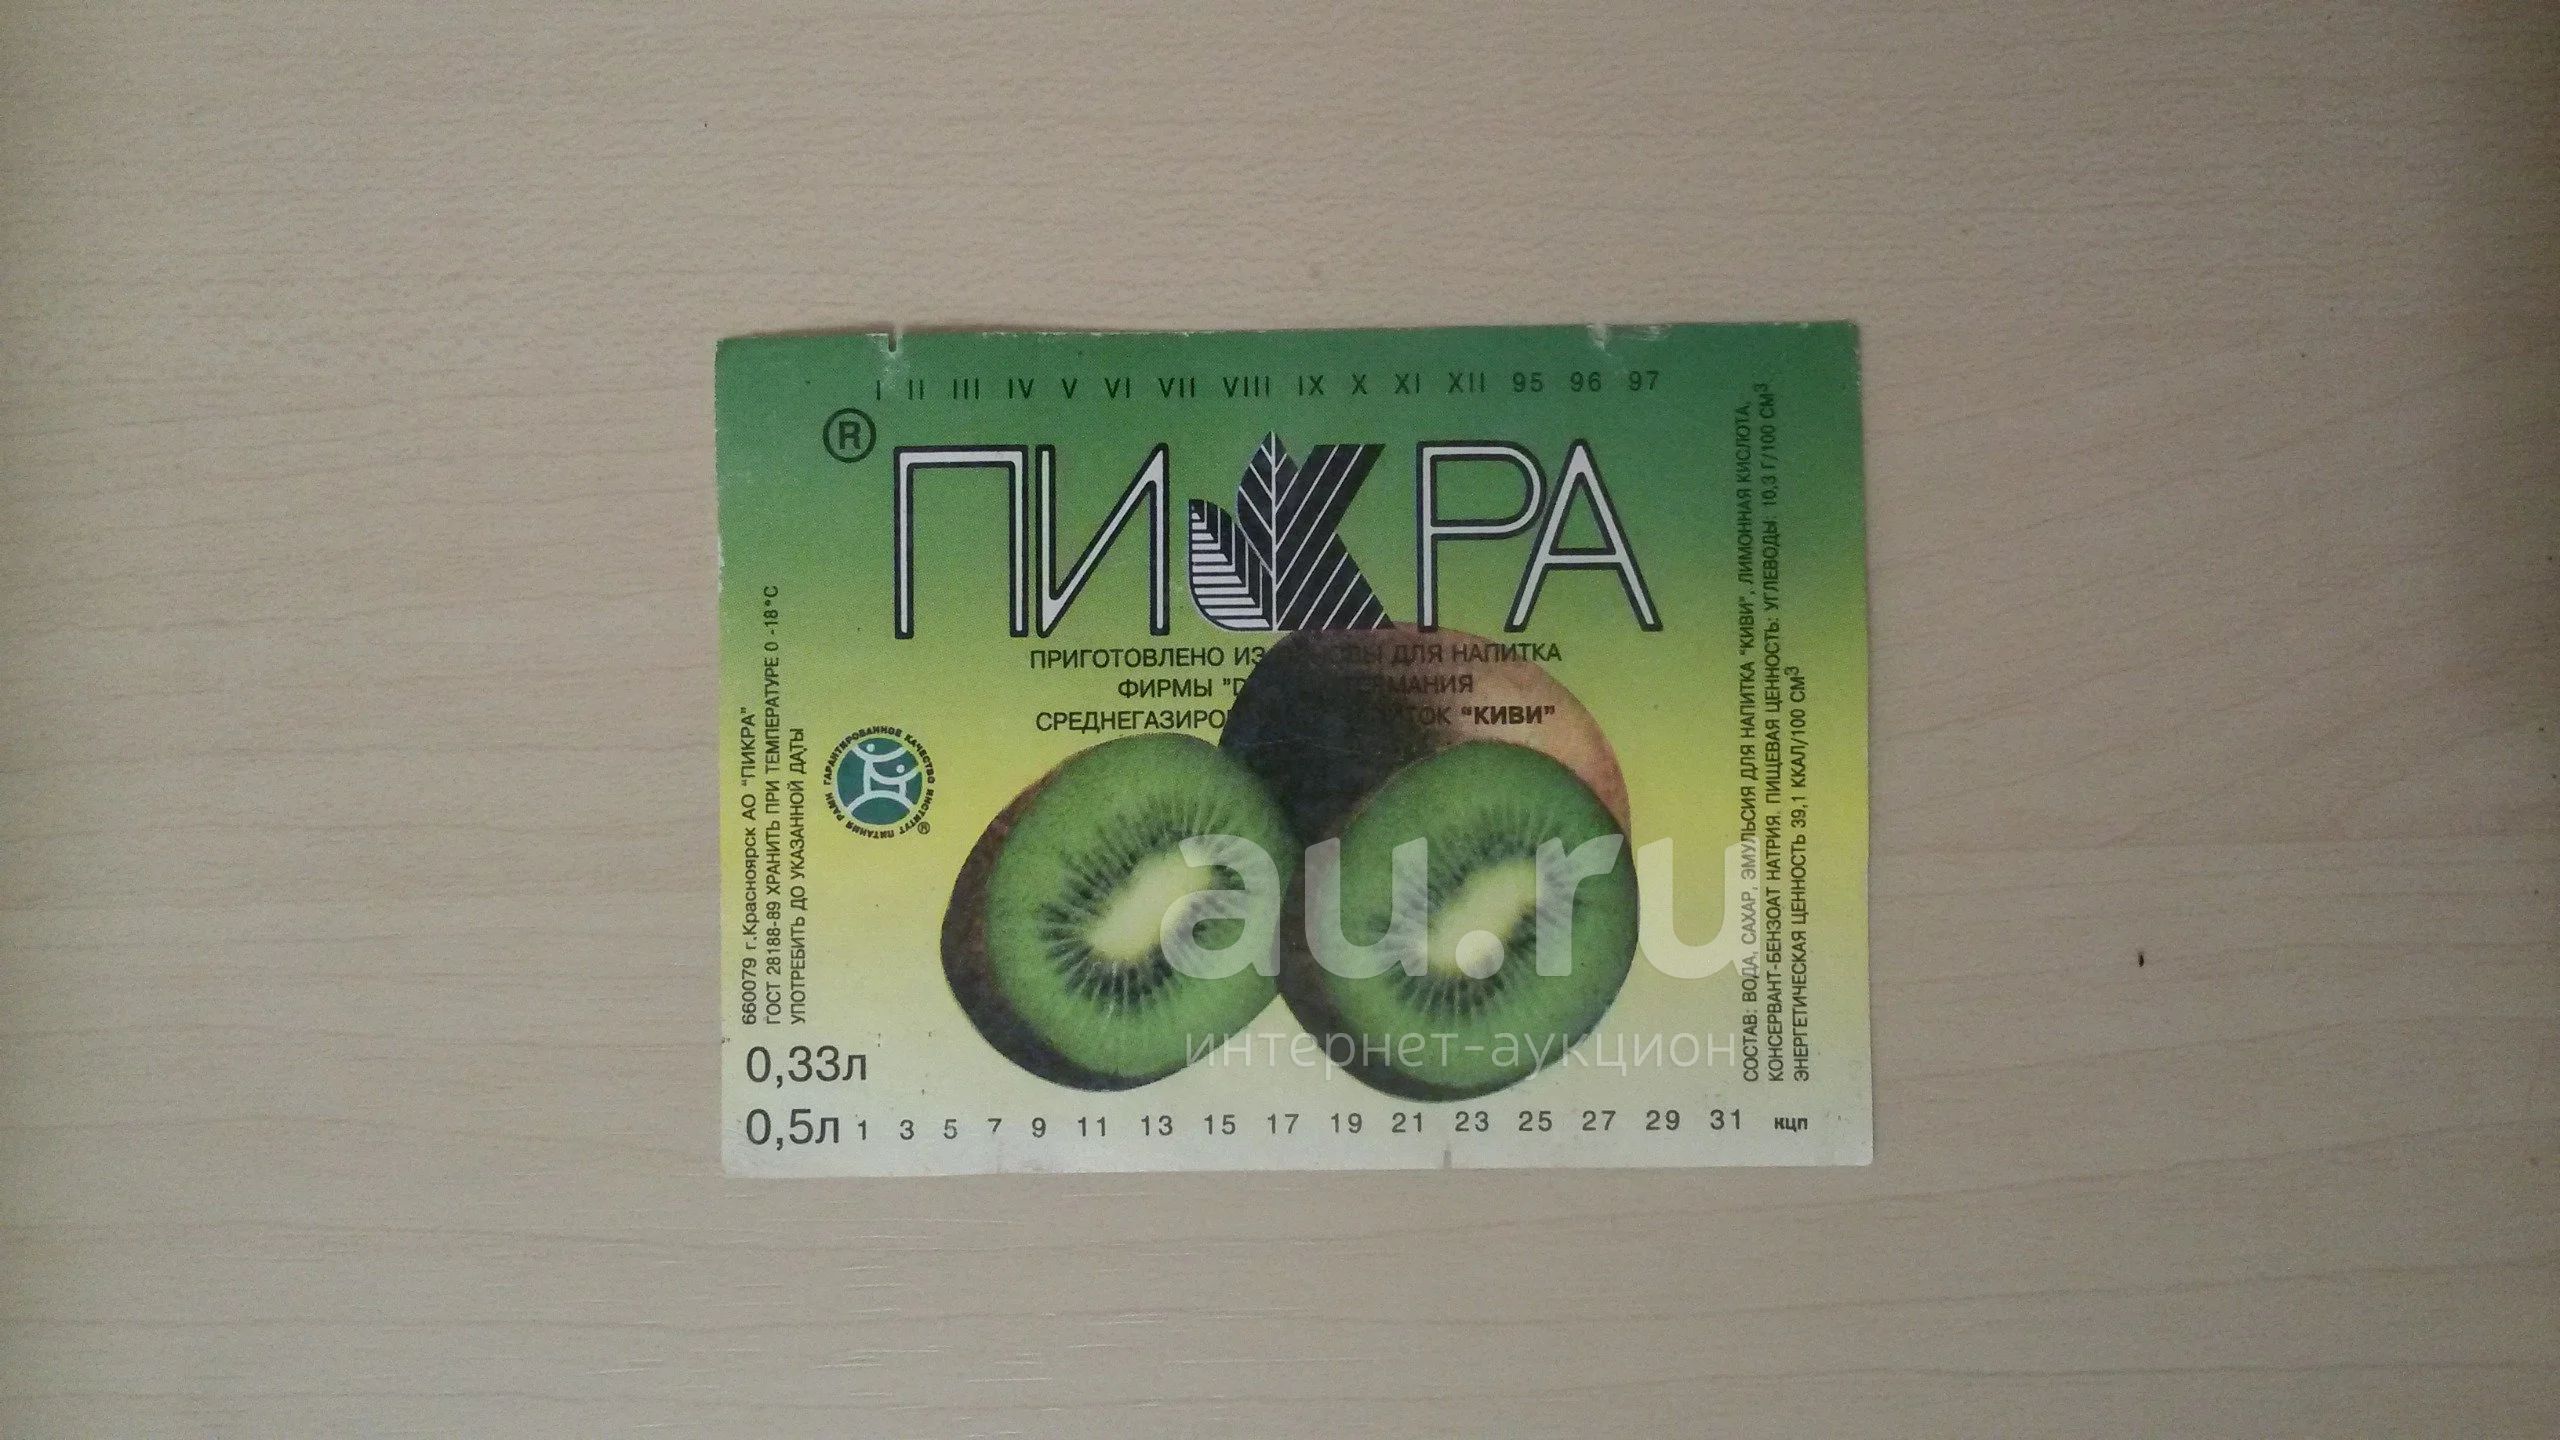 I II III IV V VI VII VIII IX X XI XII 95 96 97
® ПИКРА
ПРИГОТОВЛЕНО ИЗ ДЛЯ НАПИТКА
ФИРМЫ
"КИВИ"
660079 г.Красноярск АО "ПИКРА"
ГОСТ 28188-89 ХРАНИТЬ ПРИ ТЕМПЕРАТУРЕ 0 -18°С
УПОТРЕБИТЬ ДО УКАЗАННОЙ ДАТЫ
ГАРАНТИРОВАННОЕ КАЧЕСТВО ИНСТИТУТ ПИТАНИЯ РАМН ®
СОСТАВ: ВОДА, САХАР, ЭМУЛЬСИЯ ДЛЯ НАПИТКА "КИВИ", ЛИМОННАЯ КИСЛОТА,
КОНСЕРВАНТ-БЕНЗОАТ НАТРИЯ. ПИЩЕВАЯ ЦЕННОСТЬ: УГЛЕВОДЫ: 10,3 Г/100 СМ³
ЭНЕРГЕТИЧЕСКАЯ ЦЕННОСТЬ 39,1 ККАЛ/100 СМ³
au.ru
интернет-аукцион
0,33л
0,5л 1 3 5 7 9 11 13 15 17 19 21 23 25 27 29 31 КЦП